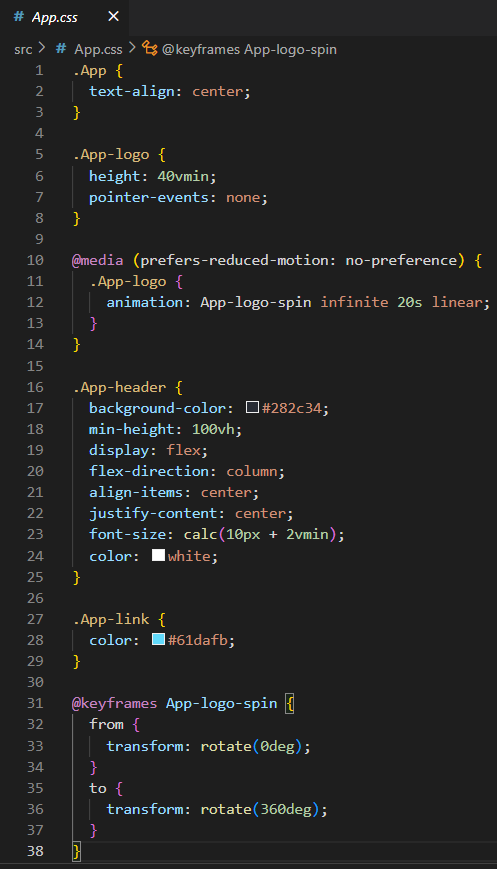 # App.css ×
src > # App.css > @keyframes App-logo-spin
1 .App {
2   text-align: center;
3 }
4
5 .App-logo {
6   height: 40vmin;
7   pointer-events: none;
8 }
9
10 @media (prefers-reduced-motion: no-preference) {
11   .App-logo {
12     animation: App-logo-spin infinite 20s linear;
13   }
14 }
15
16 .App-header {
17   background-color: #282c34;
18   min-height: 100vh;
19   display: flex;
20   flex-direction: column;
21   align-items: center;
22   justify-content: center;
23   font-size: calc(10px + 2vmin);
24   color: white;
25 }
26
27 .App-link {
28   color: #61dafb;
29 }
30
31 @keyframes App-logo-spin {
32   from {
33     transform: rotate(0deg);
34   }
35   to {
36     transform: rotate(360deg);
37   }
38 }